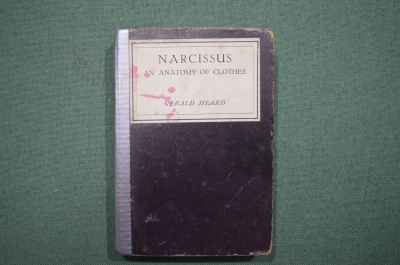 NARCISSUS
AN ANATOMY OF CLOTHES
GERALD HEARD